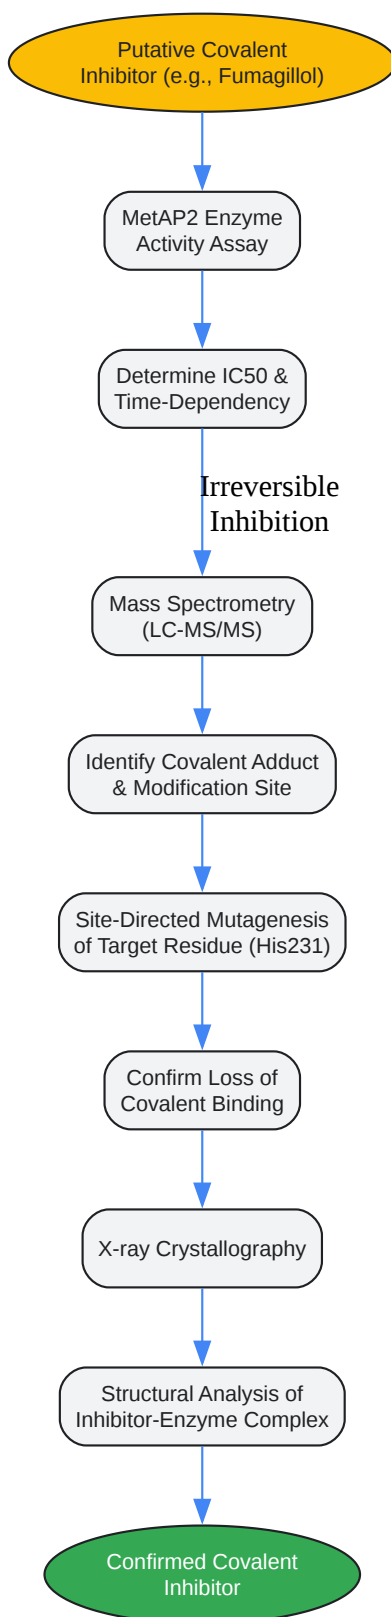 Putative Covalent
Inhibitor (e.g., Fumagillol)
MetAP2 Enzyme
Activity Assay
Determine IC50 &
Time-Dependency
Irreversible
Inhibition
Mass Spectrometry
(LC-MS/MS)
Identify Covalent Adduct
& Modification Site
Site-Directed Mutagenesis
of Target Residue (His231)
Confirm Loss of
Covalent Binding
X-ray Crystallography
Structural Analysis of
Inhibitor-Enzyme Complex
Confirmed Covalent
Inhibitor